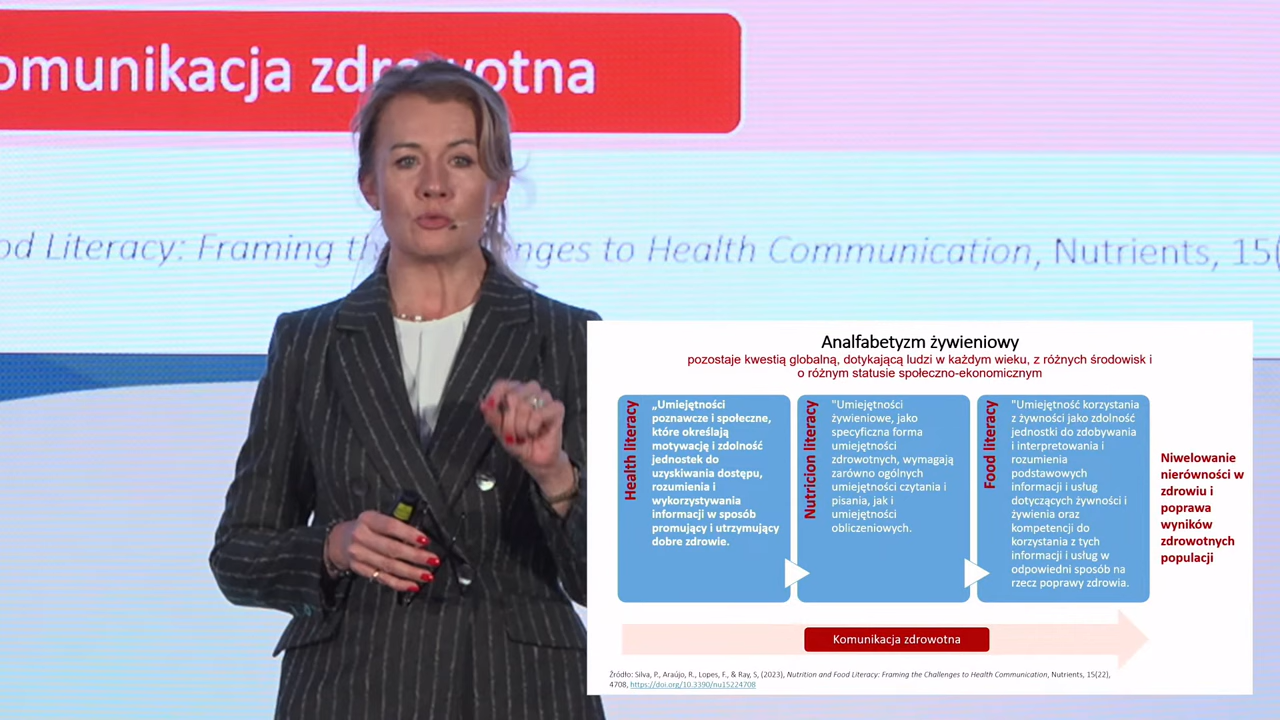 omunikacja zdrowotna
od Literacy: Framing the Challenges to Health Communication, Nutrients, 15(
Analfabetyzm żywieniowy
pozostaje kwestią globalną, dotykającą ludzi w każdym wieku, z różnych środowisk i
o różnym statusie społeczno-ekonomicznym
Health literacy
„Umiejętności
poznawcze i społeczne,
które określają
motywację i zdolność
jednostek do
uzyskiwania dostępu,
rozumienia i
wykorzystywania
informacji w sposób
promujący i utrzymujący
dobre zdrowie.
Nutricion literacy
"Umiejętności
żywieniowe, jako
specyficzna forma
umiejętności
zdrowotnych, wymagają
zarówno ogólnych
umiejętności czytania i
pisania, jak i
umiejętności
obliczeniowych.
Food literacy
"Umiejętność korzystania
z żywności jako zdolność
jednostki do zdobywania
i interpretowania i
rozumienia
podstawowych
informacji i usług
dotyczących żywności i
żywienia oraz
kompetencji do
korzystania z tych
informacji i usług w
odpowiedni sposób na
rzecz poprawy zdrowia.
Niwelowanie
nierówności w
zdrowiu i
poprawa
wyników
zdrowotnych
populacji
Komunikacja zdrowotna
Źródło: Silva, P., Araújo, R., Lopes, F., & Ray, S, (2023), Nutrition and Food Literacy: Framing the Challenges to Health Communication, Nutrients, 15(22),
4708, https://doi.org/10.3390/nu15224708